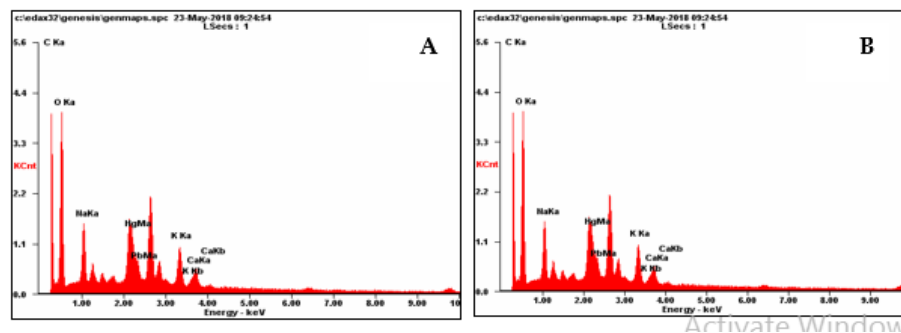 c:\edax32\genesis\genmaps.spc 23-May-2018 09:24:54
LSecs : 1
5.6
C Ka
A
4.4
O Ka
3.3
KCnt
2.2
NaKa
HgMa
K Ka
1.1
PbMa
CaKb
CaKa
K Kb
0.0
1.00 2.00 3.00 4.00 5.00 6.00 7.00 8.00 9.00 10
Energy - keV
c:\edax32\genesis\genmaps.spc 23-May-2018 09:24:54
LSecs : 1
5.6
C Ka
B
4.4
O Ka
3.3
KCnt
2.2
NaKa
HgMa
K Ka
1.1
PbMa
CaKb
CaKa
K Kb
0.0
1.00 2.00 3.00 4.00 5.00 6.00 7.00 8.00 9.00
Energy - keV
Activate Window